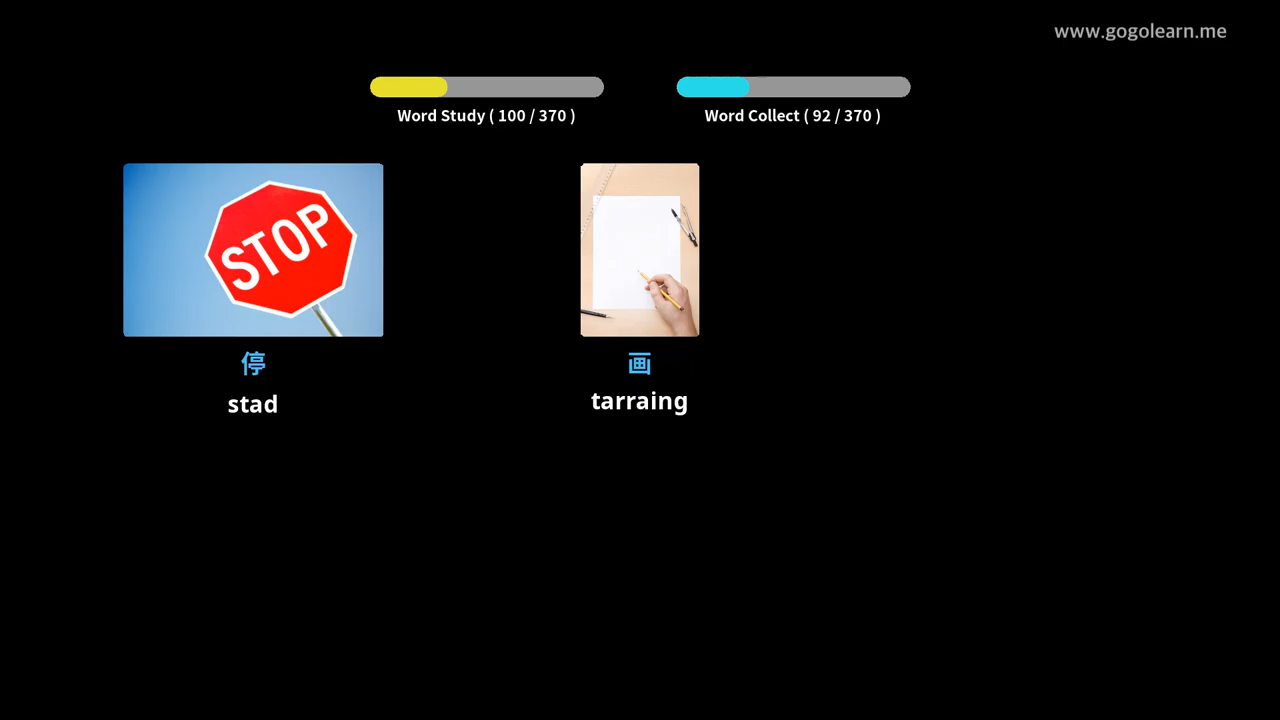 www.gogolearn.me
Word Study ( 100 / 370 )
Word Collect ( 92 / 370 )
STOP
停
stad
画
tarraing